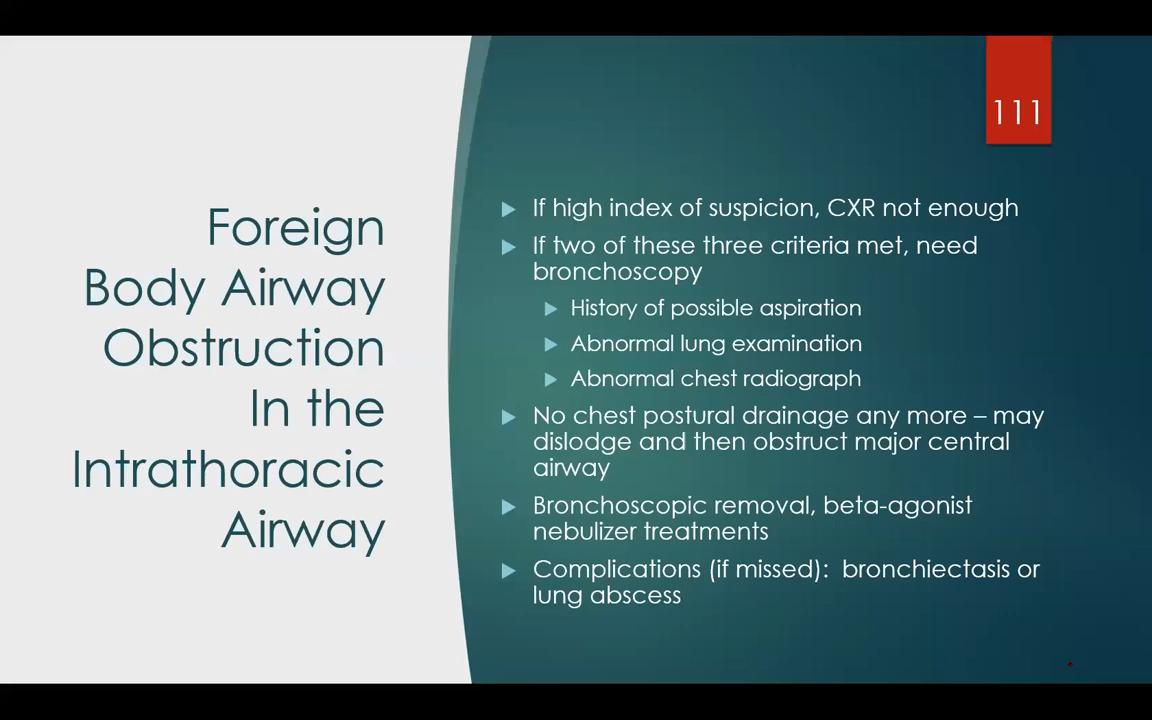 111
Foreign
Body Airway
Obstruction
In the
Intrathoracic
Airway
If high index of suspicion, CXR not enough
If two of these three criteria met, need
bronchoscopy
History of possible aspiration
Abnormal lung examination
Abnormal chest radiograph
No chest postural drainage any more – may
dislodge and then obstruct major central
airway
Bronchoscopic removal, beta-agonist
nebulizer treatments
Complications (if missed):  bronchiectasis or
lung abscess